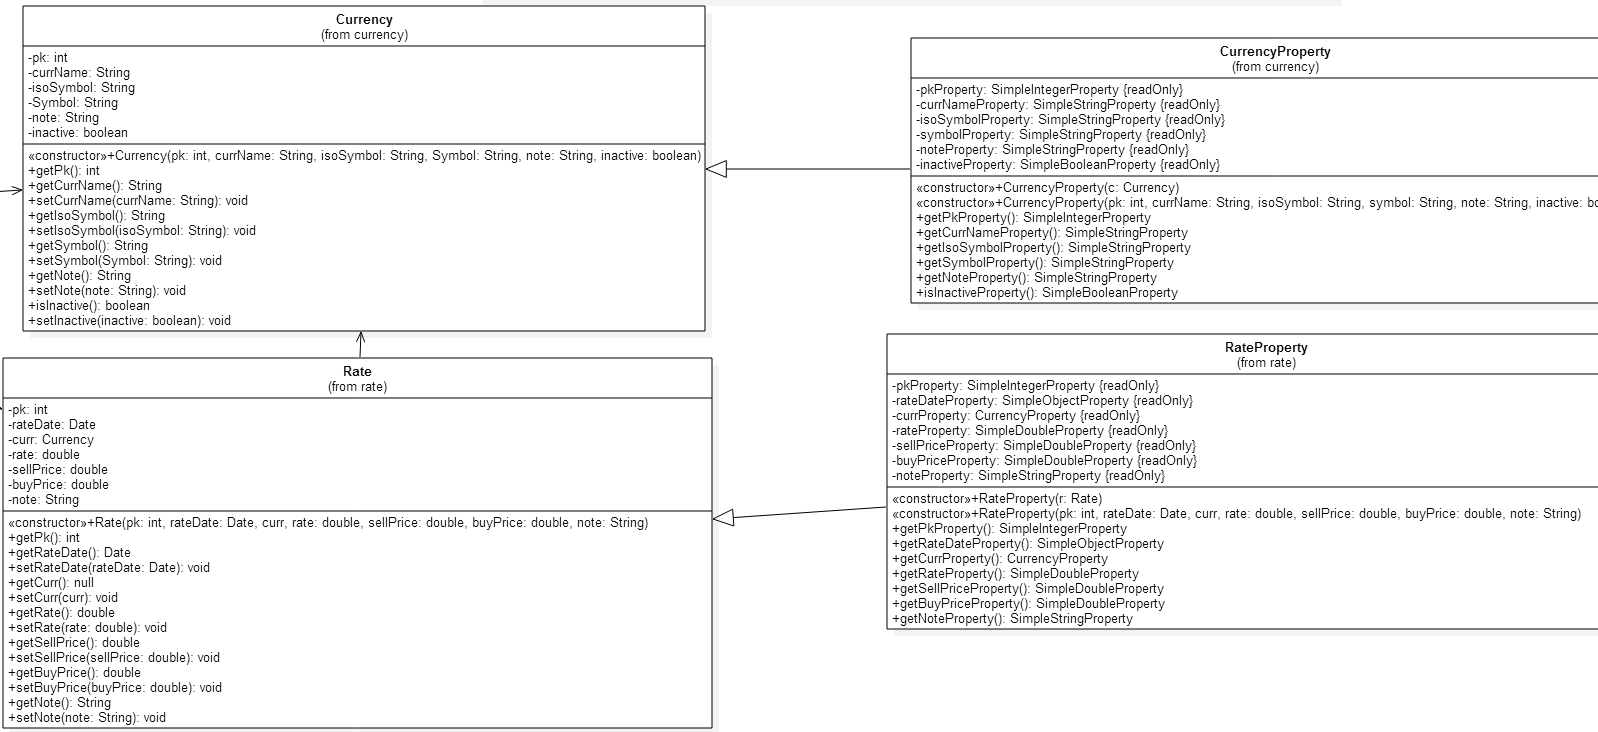 Currency
(from currency)
-pk: int
-currName: String
-isoSymbol: String
-Symbol: String
-note: String
-inactive: boolean
«constructor»+Currency(pk: int, currName: String, isoSymbol: String, Symbol: String, note: String, inactive: boolean)
+getPk(): int
+getCurrName(): String
+setCurrName(currName: String): void
+getIsoSymbol(): String
+setIsoSymbol(isoSymbol: String): void
+getSymbol(): String
+setSymbol(Symbol: String): void
+getNote(): String
+setNote(note: String): void
+isInactive(): boolean
+setInactive(inactive: boolean): void
CurrencyProperty
(from currency)
-pkProperty: SimpleIntegerProperty {readOnly}
-currNameProperty: SimpleStringProperty {readOnly}
-isoSymbolProperty: SimpleStringProperty {readOnly}
-symbolProperty: SimpleStringProperty {readOnly}
-noteProperty: SimpleStringProperty {readOnly}
-inactiveProperty: SimpleBooleanProperty {readOnly}
«constructor»+CurrencyProperty(c: Currency)
«constructor»+CurrencyProperty(pk: int, currName: String, isoSymbol: String, symbol: String, note: String, inactive: bo
+getPkProperty(): SimpleIntegerProperty
+getCurrNameProperty(): SimpleStringProperty
+getIsoSymbolProperty(): SimpleStringProperty
+getSymbolProperty(): SimpleStringProperty
+getNoteProperty(): SimpleStringProperty
+isInactiveProperty(): SimpleBooleanProperty
Rate
(from rate)
-pk: int
-rateDate: Date
-curr: Currency
-rate: double
-sellPrice: double
-buyPrice: double
-note: String
«constructor»+Rate(pk: int, rateDate: Date, curr, rate: double, sellPrice: double, buyPrice: double, note: String)
+getPk(): int
+getRateDate(): Date
+setRateDate(rateDate: Date): void
+getCurr(): null
+setCurr(curr): void
+getRate(): double
+setRate(rate: double): void
+getSellPrice(): double
+setSellPrice(sellPrice: double): void
+getBuyPrice(): double
+setBuyPrice(buyPrice: double): void
+getNote(): String
+setNote(note: String): void
RateProperty
(from rate)
-pkProperty: SimpleIntegerProperty {readOnly}
-rateDateProperty: SimpleObjectProperty {readOnly}
-currProperty: CurrencyProperty {readOnly}
-rateProperty: SimpleDoubleProperty {readOnly}
-sellPriceProperty: SimpleDoubleProperty {readOnly}
-buyPriceProperty: SimpleDoubleProperty {readOnly}
-noteProperty: SimpleStringProperty {readOnly}
«constructor»+RateProperty(r: Rate)
«constructor»+RateProperty(pk: int, rateDate: Date, curr, rate: double, sellPrice: double, buyPrice: double, note: String)
+getPkProperty(): SimpleIntegerProperty
+getRateDateProperty(): SimpleObjectProperty
+getCurrProperty(): CurrencyProperty
+getRateProperty(): SimpleDoubleProperty
+getSellPriceProperty(): SimpleDoubleProperty
+getBuyPriceProperty(): SimpleDoubleProperty
+getNoteProperty(): SimpleStringProperty